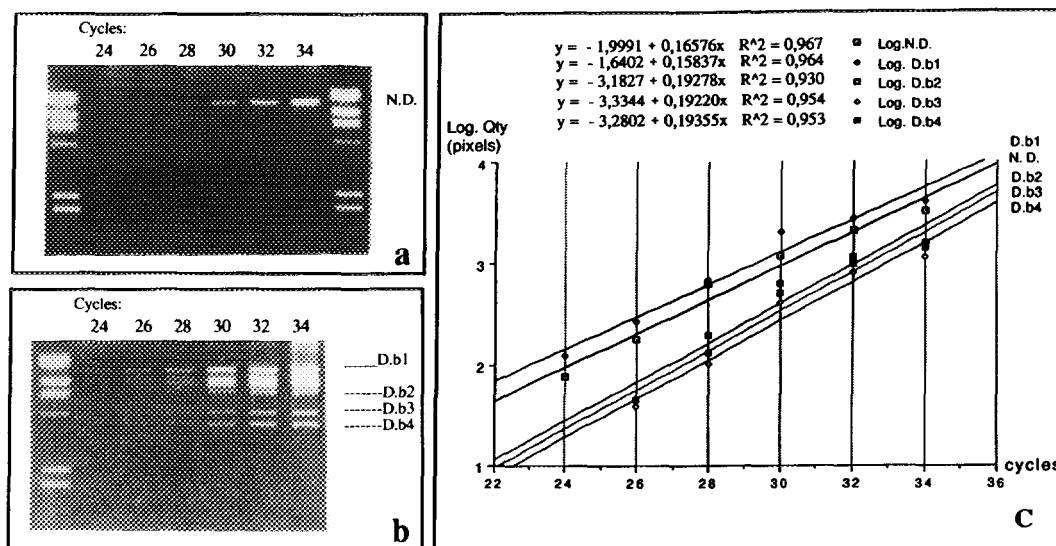 Cycles:
24 26 28 30 32 34
N.D.
a
Cycles:
24 26 28 30 32 34
D.b1
D.b2
D.b3
D.b4
b
y = - 1,9991 + 0,16576x R^2 = 0,967 Log.N.D.
y = - 1,6402 + 0,15837x R^2 = 0,964 Log. D.b1
y = - 3,1827 + 0,19278x R^2 = 0,930 Log. D.b2
y = - 3,3344 + 0,19220x R^2 = 0,954 Log. D.b3
y = - 3,2802 + 0,19355x R^2 = 0,953 Log. D.b4
Log. Qty
(pixels)
4
3
2
1
D.b1
N.D.
D.b2
D.b3
D.b4
22 24 26 28 30 32 34 36
cycles
c